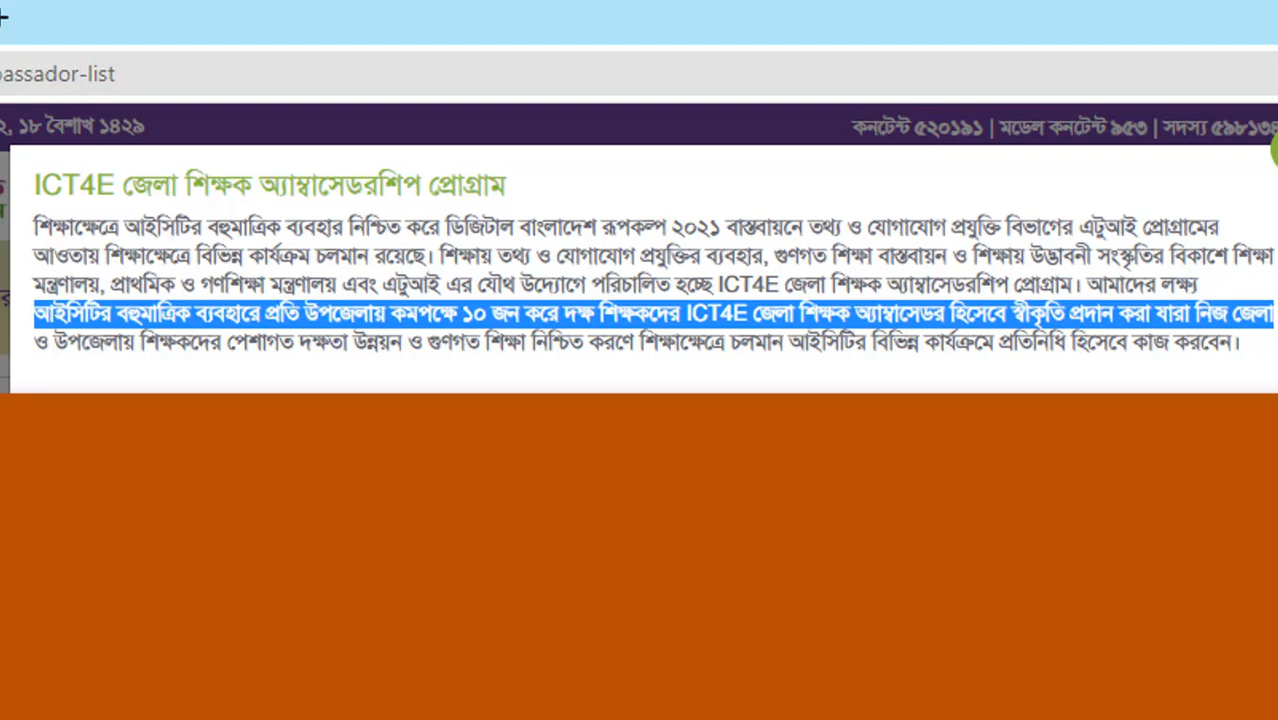 assador-list
২, ১৮ বৈশাখ ১৪২৯
কনটেন্ট ৫২০১৯১ | মডেল কনটেন্ট ৯৫৩ | সদস্য ৫৯৮১৩৪
ICT4E জেলা শিক্ষক অ্যাম্বাসেডরশিপ প্রোগ্রাম
শিক্ষাক্ষেত্রে আইসিটির বহুমাত্রিক ব্যবহার নিশ্চিত করে ডিজিটাল বাংলাদেশ রূপকল্প ২০২১ বাস্তবায়নে তথ্য ও যোগাযোগ প্রযুক্তি বিভাগের এটুআই প্রোগ্রামের
আওতায় শিক্ষাক্ষেত্রে বিভিন্ন কার্যক্রম চলমান রয়েছে। শিক্ষায় তথ্য ও যোগাযোগ প্রযুক্তির ব্যবহার, গুণগত শিক্ষা বাস্তবায়ন ও শিক্ষায় উদ্ভাবনী সংস্কৃতির বিকাশে শিক্ষা
মন্ত্রণালয়, প্রাথমিক ও গণশিক্ষা মন্ত্রণালয় এবং এটুআই এর যৌথ উদ্যোগে পরিচালিত হচ্ছে ICT4E জেলা শিক্ষক অ্যাম্বাসেডরশিপ প্রোগ্রাম। আমাদের লক্ষ্য
আইসিটির বহুমাত্রিক ব্যবহারে প্রতি উপজেলায় কমপক্ষে ১০ জন করে দক্ষ শিক্ষকদের ICT4E জেলা শিক্ষক অ্যাম্বাসেডর হিসেবে স্বীকৃতি প্রদান করা যারা নিজ জেলা
ও উপজেলায় শিক্ষকদের পেশাগত দক্ষতা উন্নয়ন ও গুণগত শিক্ষা নিশ্চিত করণে শিক্ষাক্ষেত্রে চলমান আইসিটির বিভিন্ন কার্যক্রমে প্রতিনিধি হিসেবে কাজ করবেন।